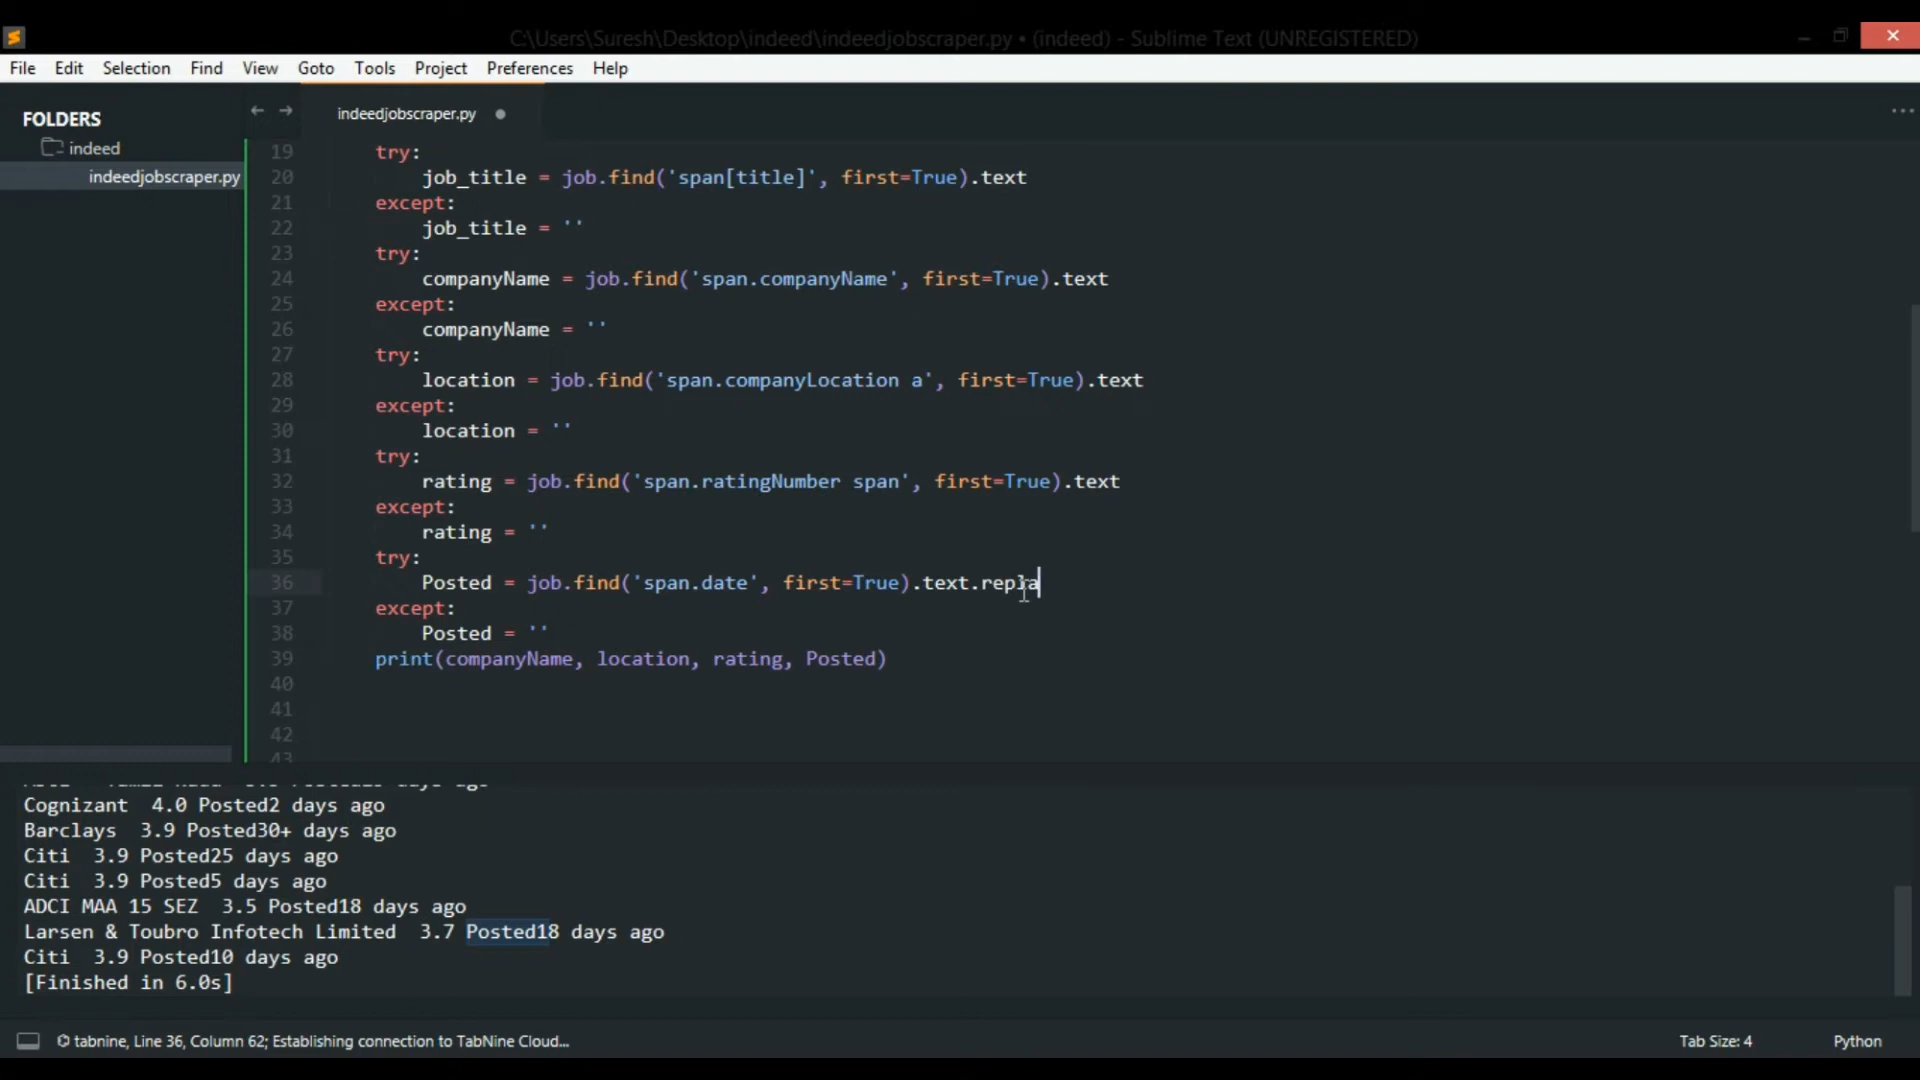 C:\Users\Suresh\Desktop\indeed\indeedjobscraper.py • (indeed) - Sublime Text (UNREGISTERED)
File Edit Selection Find View Goto Tools Project Preferences Help
FOLDERS
indeed
indeedjobscraper.py
indeedjobscraper.py
19 try:
20 job_title = job.find('span[title]', first=True).text
21 except:
22 job_title = ''
23 try:
24 companyName = job.find('span.companyName', first=True).text
25 except:
26 companyName = ''
27 try:
28 location = job.find('span.companyLocation a', first=True).text
29 except:
30 location = ''
31 try:
32 rating = job.find('span.ratingNumber span', first=True).text
33 except:
34 rating = ''
35 try:
36 Posted = job.find('span.date', first=True).text.repla
37 except:
38 Posted = ''
39 print(companyName, location, rating, Posted)
40
41
42
43
Cognizant 4.0 Posted2 days ago
Barclays 3.9 Posted30+ days ago
Citi 3.9 Posted25 days ago
Citi 3.9 Posted5 days ago
ADCI MAA 15 SEZ 3.5 Posted18 days ago
Larsen & Toubro Infotech Limited 3.7 Posted18 days ago
Citi 3.9 Posted10 days ago
[Finished in 6.0s]
tabnine, Line 36, Column 62; Establishing connection to TabNine Cloud...
Tab Size: 4
Python